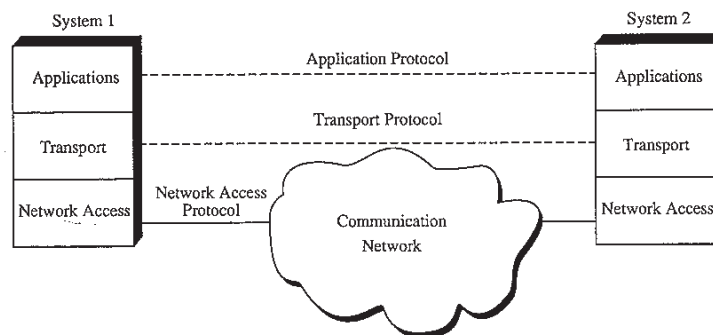 System 1
System 2
Applications
Application Protocol
Applications
Transport
Transport Protocol
Transport
Network Access
Network Access
Protocol
Communication
Network
Network Access